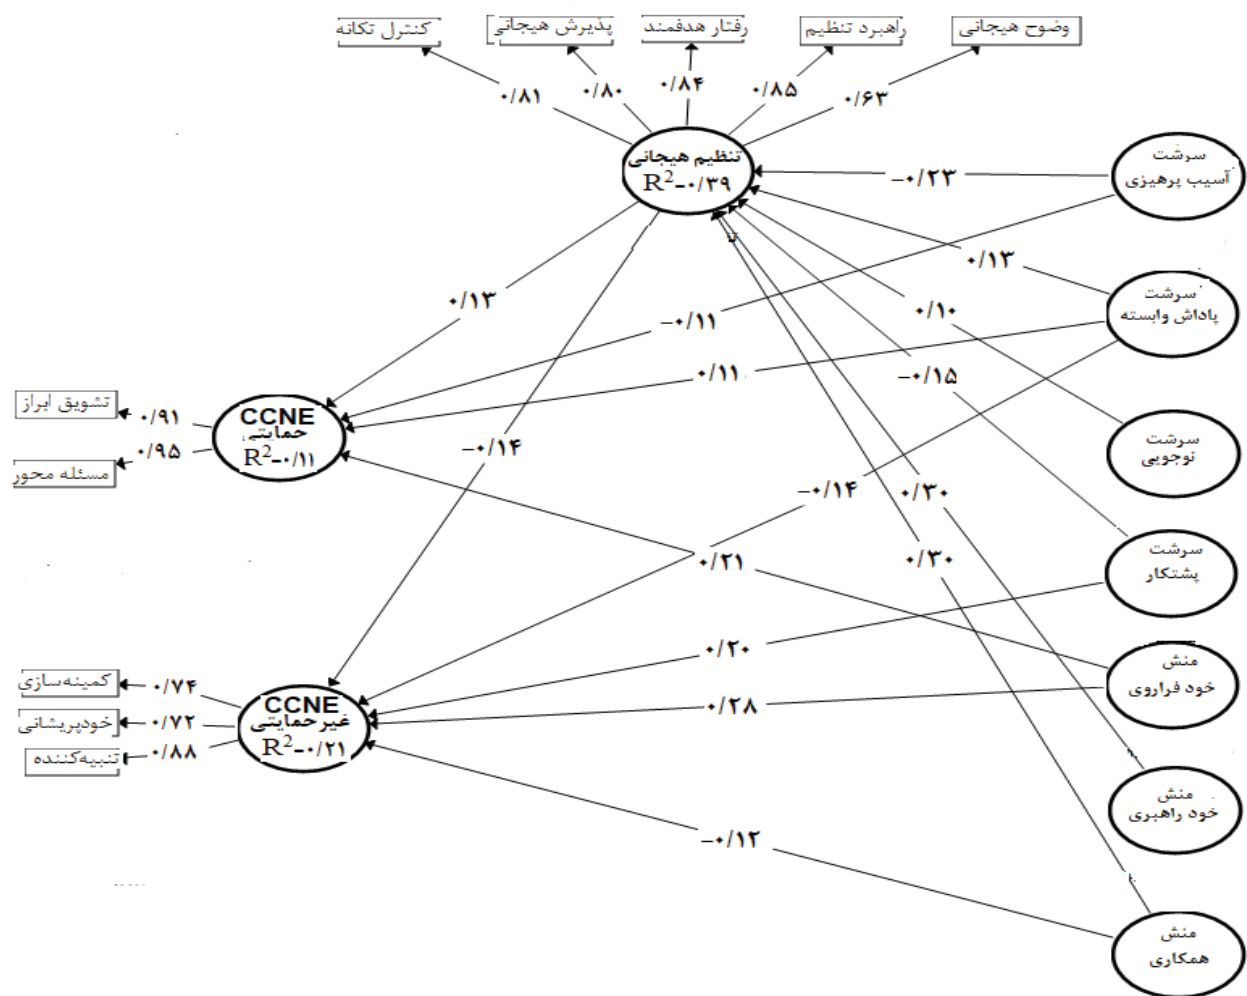 کنترل تکانه
پذیرش هیجانی
رفتار هدفمند
راهبرد تنظیم
وضوح هیجانی
۰/۸۱
۰/۸۰
۰/۸۴
۰/۸۵
۰/۶۳
تنظیم هیجانی
R²-۰/۳۹
سرشت
آسیب پرهیزی
-۰/۲۳
۰/۱۳
سرشت
پاداش وابسته
۰/۱۳
۰/۱۰
-۰/۱۱
-۰/۱۵
۰/۱۱
تشویق ابراز
۰/۹۱
CCNE
حمایتی
R²-۰/۱۱
مسئله محور
۰/۹۵
-۰/۱۴
سرشت
نوجویی
-۰/۱۴
۰/۳۰
۰/۲۱
۰/۳۰
سرشت
پشتکار
۰/۲۰
منش
خود فراروی
۰/۲۸
کمینه‌سازی
۰/۷۴
خودپریشانی
۰/۷۲
تنبیه‌کننده
۰/۸۸
CCNE
غیرحمایتی
R²-۰/۲۱
منش
خود راهبری
-۰/۱۲
منش
همکاری